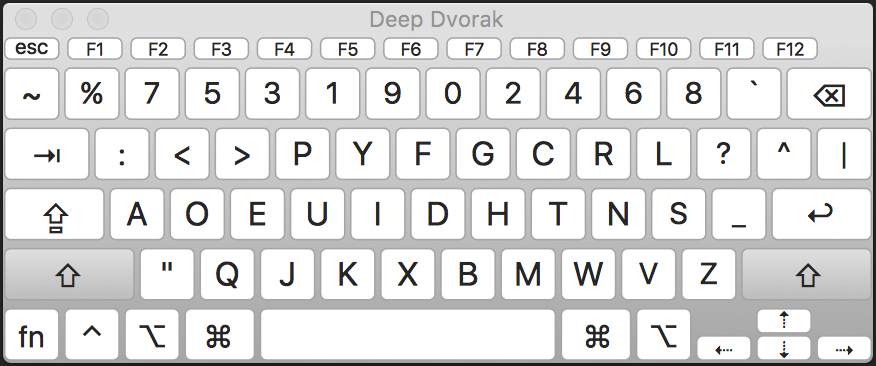 Deep Dvorak
esc F1 F2 F3 F4 F5 F6 F7 F8 F9 F10 F11 F12
~ % 7 5 3 1 9 0 2 4 6 8 ` ⌫
⇥ : < > P Y F G C R L ? ^ |
⇪ A O E U I D H T N S _ ↩
⇧ " Q J K X B M W V Z ⇧
fn ^ ⌥ ⌘ ⌘ ⌥ ⇠ ⇡ ⇣ ⇢